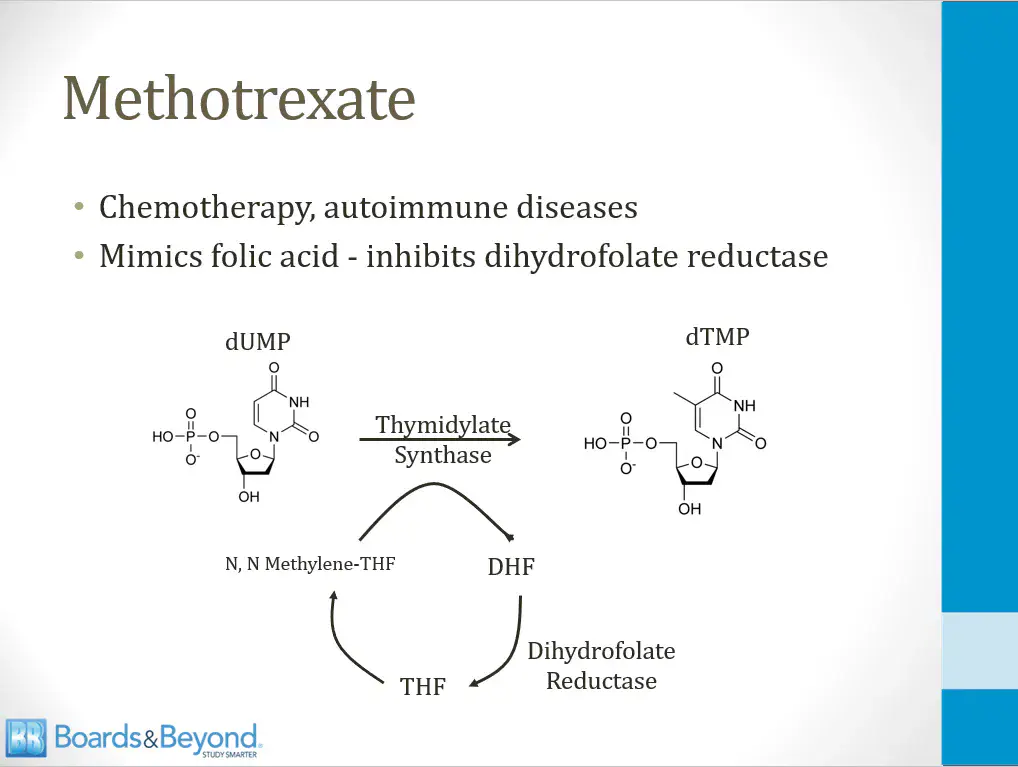 Methotrexate
• Chemotherapy, autoimmune diseases
• Mimics folic acid - inhibits dihydrofolate reductase
dUMP
dTMP
O
NH
O
N
O
HO P O
O-
O
OH
Thymidylate
Synthase
O
NH
O
N
O
HO P O
O-
O
OH
N, N Methylene-THF
DHF
Dihydrofolate
Reductase
THF
BB Boards&Beyond.
STUDY SMARTER